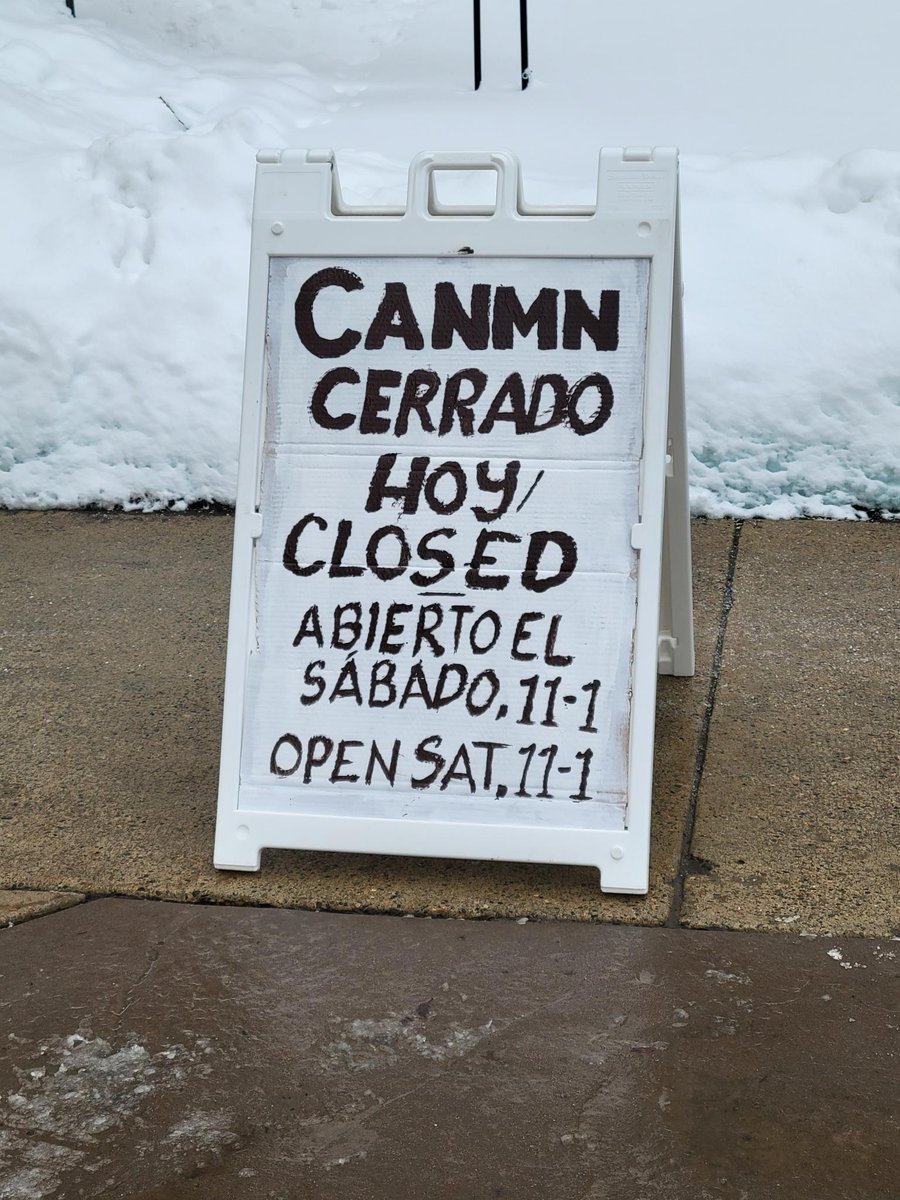 CANMN
CERRADO
HOY/
CLOSED
ABIERTO EL
SÁBADO, 11-1
OPEN SAT, 11-1